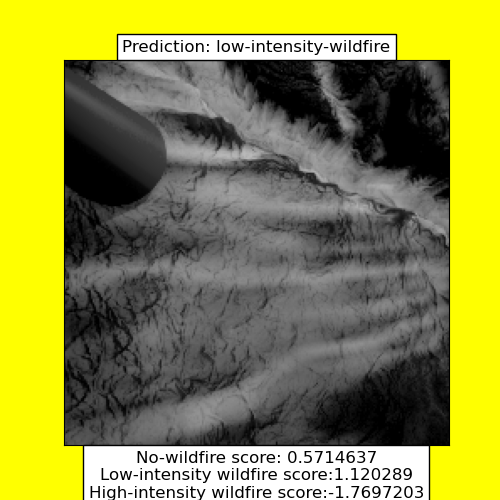 Prediction: low-intensity-wildfire
No-wildfire score: 0.5714637
Low-intensity wildfire score:1.120289
High-intensity wildfire score:-1.7697203